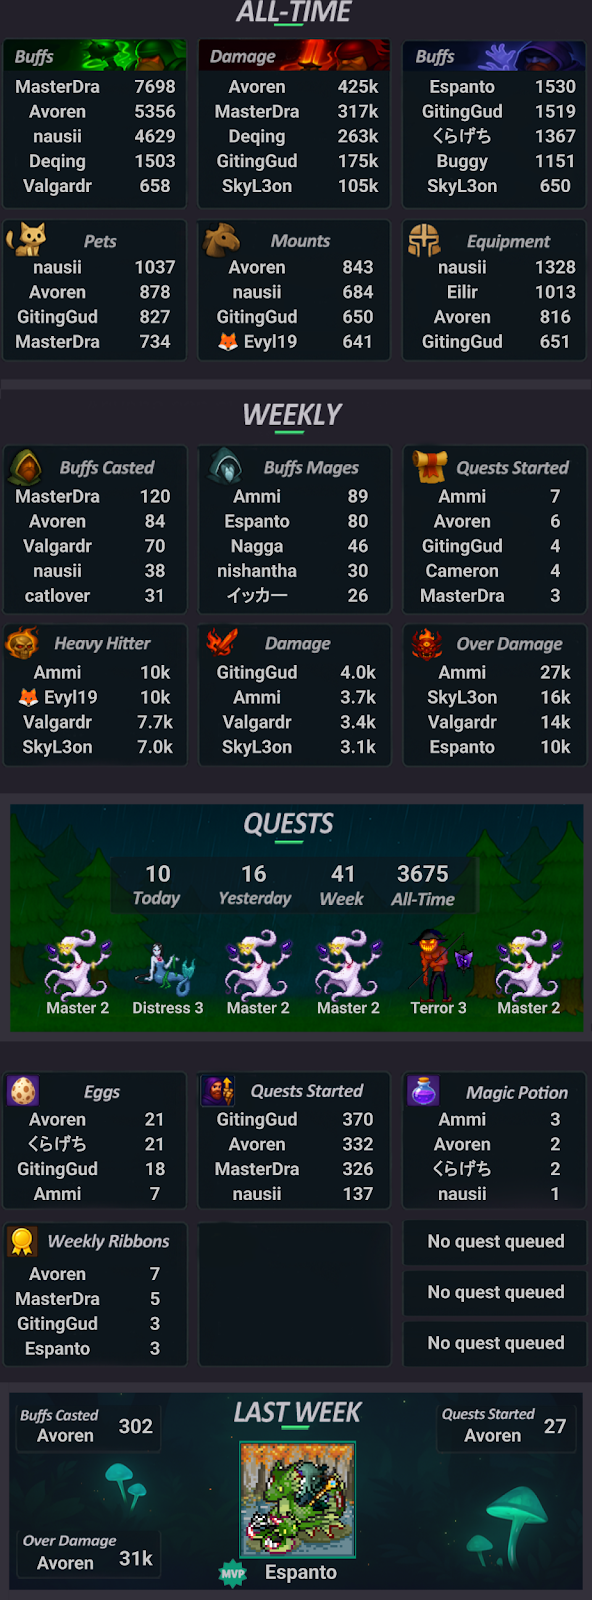 ALL-TIME
Buffs
MasterDra 7698
Avoren 5356
nausii 4629
Deqing 1503
Valgardr 658
Damage
Avoren 425k
MasterDra 317k
Deqing 263k
GitingGud 175k
SkyL3on 105k
Buffs
Espanto 1530
GitingGud 1519
くらげち 1367
Buggy 1151
SkyL3on 650
Pets
nausii 1037
Avoren 878
GitingGud 827
MasterDra 734
Mounts
Avoren 843
nausii 684
GitingGud 650
🦊 Evyl19 641
Equipment
nausii 1328
Eilir 1013
Avoren 816
GitingGud 651
WEEKLY
Buffs Casted
MasterDra 120
Avoren 84
Valgardr 70
nausii 38
catlover 31
Buffs Mages
Ammi 89
Espanto 80
Nagga 46
nishantha 30
イッカー 26
Quests Started
Ammi 7
Avoren 6
GitingGud 4
Cameron 4
MasterDra 3
Heavy Hitter
Ammi 10k
🦊 Evyl19 10k
Valgardr 7.7k
SkyL3on 7.0k
Damage
GitingGud 4.0k
Ammi 3.7k
Valgardr 3.4k
SkyL3on 3.1k
Over Damage
Ammi 27k
SkyL3on 16k
Valgardr 14k
Espanto 10k
QUESTS
10 16 41 3675
Today Yesterday Week All-Time
Master 2 Distress 3 Master 2 Master 2 Terror 3 Master 2
Eggs
Avoren 21
くらげち 21
GitingGud 18
Ammi 7
Quests Started
GitingGud 370
Avoren 332
MasterDra 326
nausii 137
Magic Potion
Ammi 3
Avoren 2
くらげち 2
nausii 1
Weekly Ribbons
Avoren 7
MasterDra 5
GitingGud 3
Espanto 3
No quest queued
No quest queued
No quest queued
LAST WEEK
Buffs Casted
Avoren 302
Quests Started
Avoren 27
Over Damage
Avoren 31k
MVP Espanto